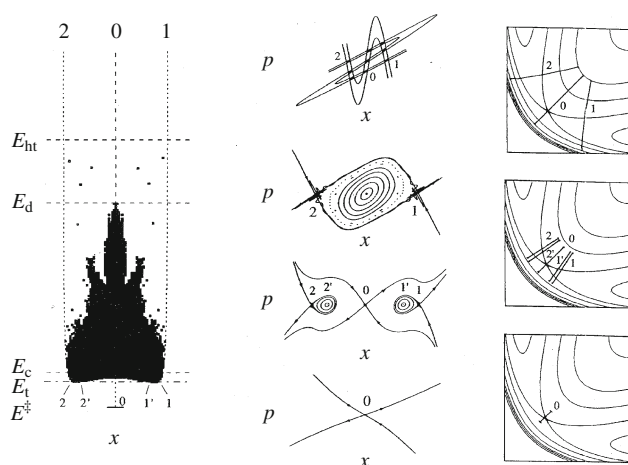 2 0 1
E_ht
E_d
E_c
E_t
E‡
2 2' 0 1' 1
x
p
2 0 1
x
p
2 1
x
p
2 2' 0 1' 1
x
p
0
x
2 0 1
2 0 2' 1' 1
0